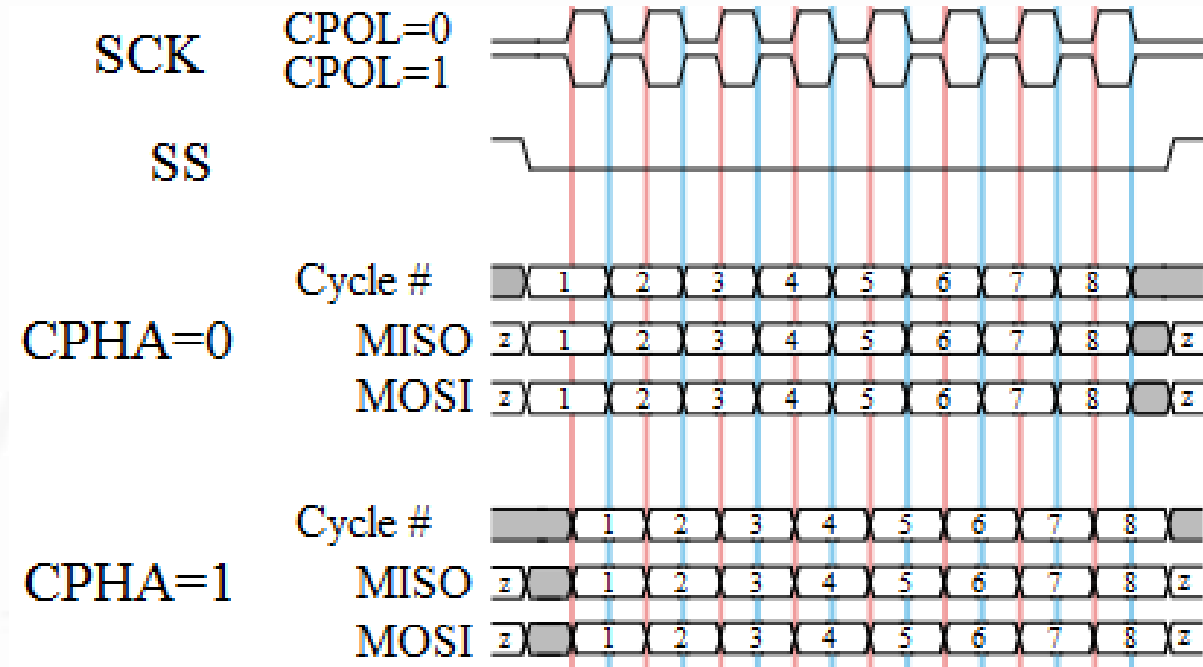 SCK CPOL=0
CPOL=1
SS
Cycle # 1 2 3 4 5 6 7 8
CPHA=0 MISO z 1 2 3 4 5 6 7 8 z
MOSI z 1 2 3 4 5 6 7 8 z
Cycle # 1 2 3 4 5 6 7 8
CPHA=1 MISO z 1 2 3 4 5 6 7 8 z
MOSI z 1 2 3 4 5 6 7 8 z